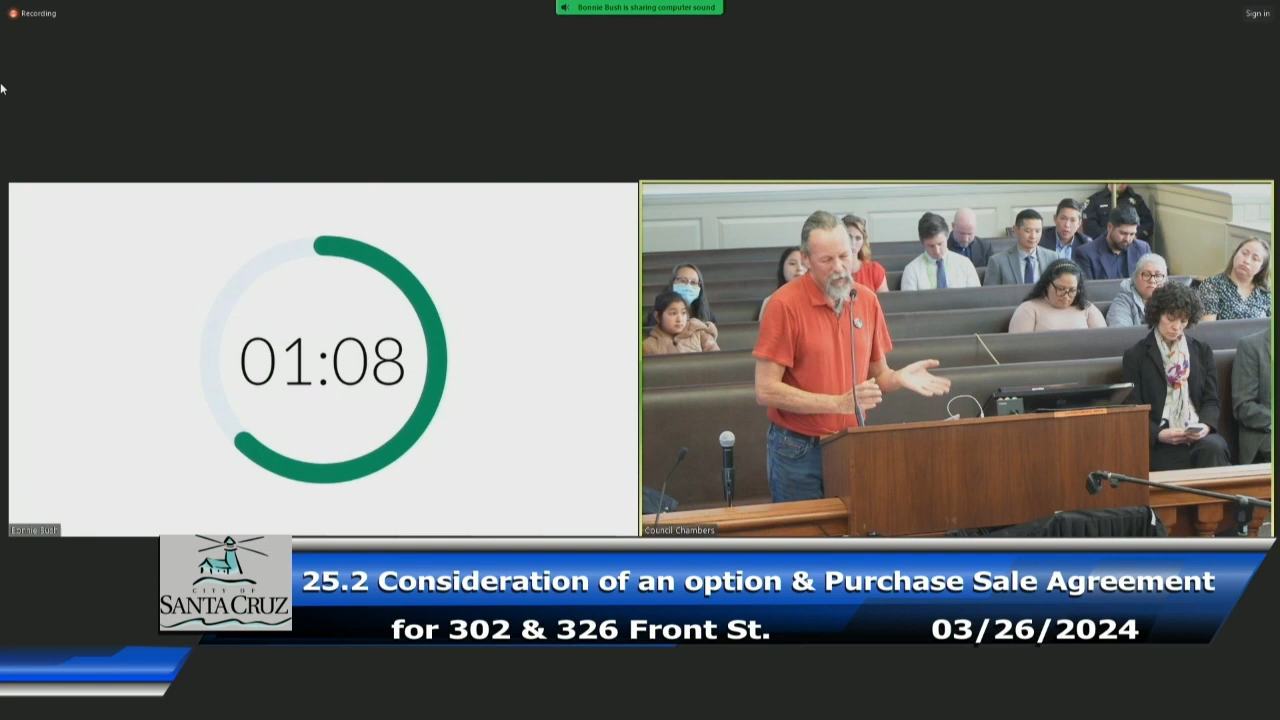 Recording
Bonnie Bush is sharing computer sound
Sign in
01:08
Bonnie Bush
Council Chambers
CITY OF
SANTA CRUZ
25.2 Consideration of an option & Purchase Sale Agreement
for 302 & 326 Front St.
03/26/2024